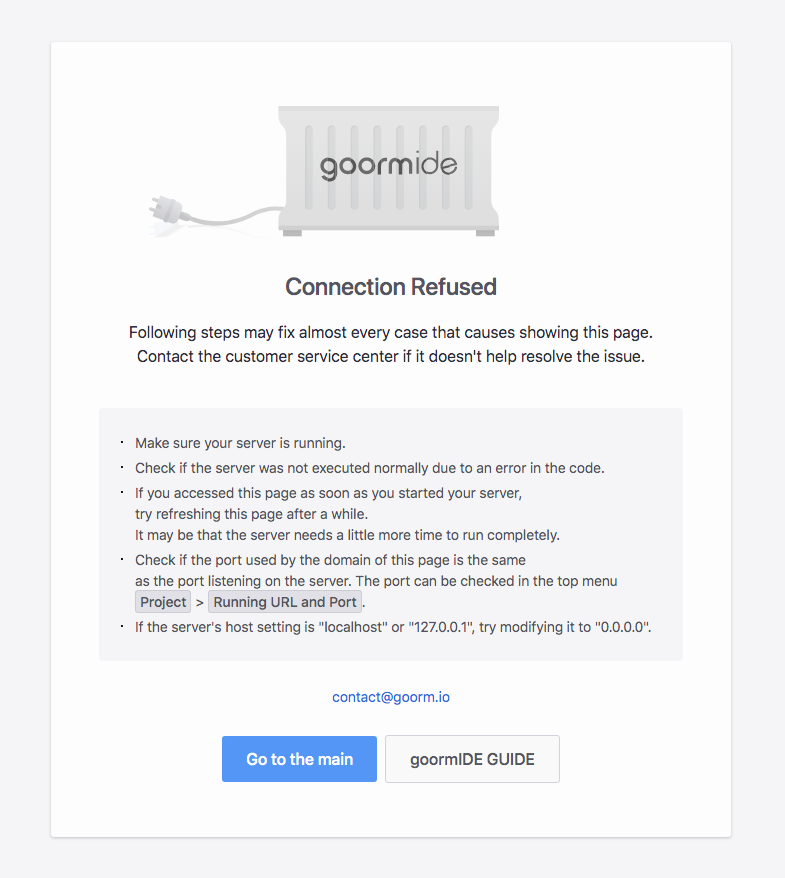 goormide
Connection Refused
Following steps may fix almost every case that causes showing this page.
Contact the customer service center if it doesn't help resolve the issue.
· Make sure your server is running.
· Check if the server was not executed normally due to an error in the code.
· If you accessed this page as soon as you started your server,
try refreshing this page after a while.
It may be that the server needs a little more time to run completely.
· Check if the port used by the domain of this page is the same
as the port listening on the server. The port can be checked in the top menu
Project > Running URL and Port.
· If the server's host setting is "localhost" or "127.0.0.1", try modifying it to "0.0.0.0".
contact@goorm.io
Go to the main
goormIDE GUIDE